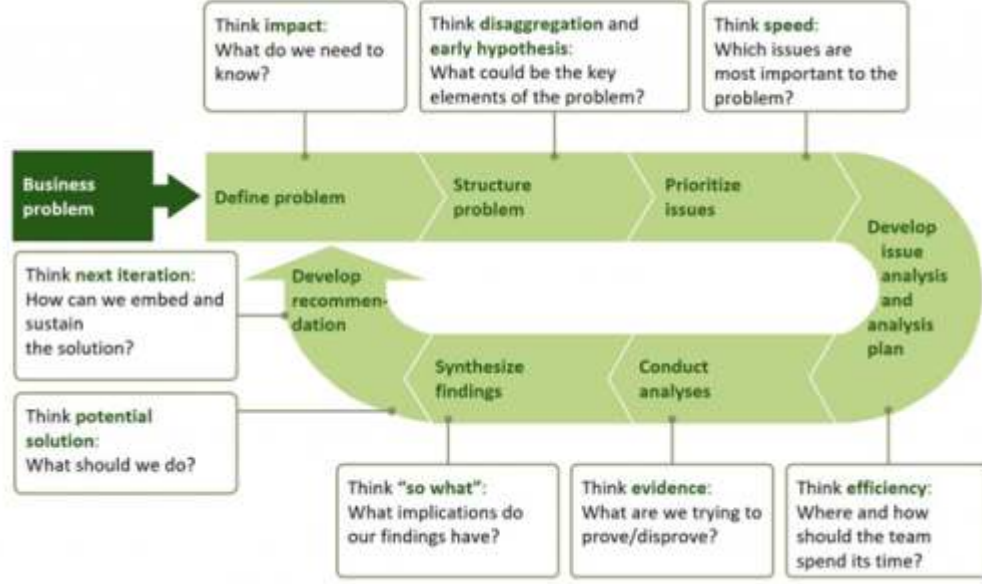 Think impact:
What do we need to
know?
Think disaggregation and
early hypothesis:
What could be the key
elements of the problem?
Think speed:
Which issues are
most important to the
problem?
Business
problem
Define problem
Structure
problem
Prioritize
issues
Develop
issue
analysis
and
analysis
plan
Think next iteration:
How can we embed and
sustain
the solution?
Develop
recommen-
dation
Synthesize
findings
Conduct
analyses
Think potential
solution:
What should we do?
Think "so what":
What implications do
our findings have?
Think evidence:
What are we trying to
prove/disprove?
Think efficiency:
Where and how
should the team
spend its time?